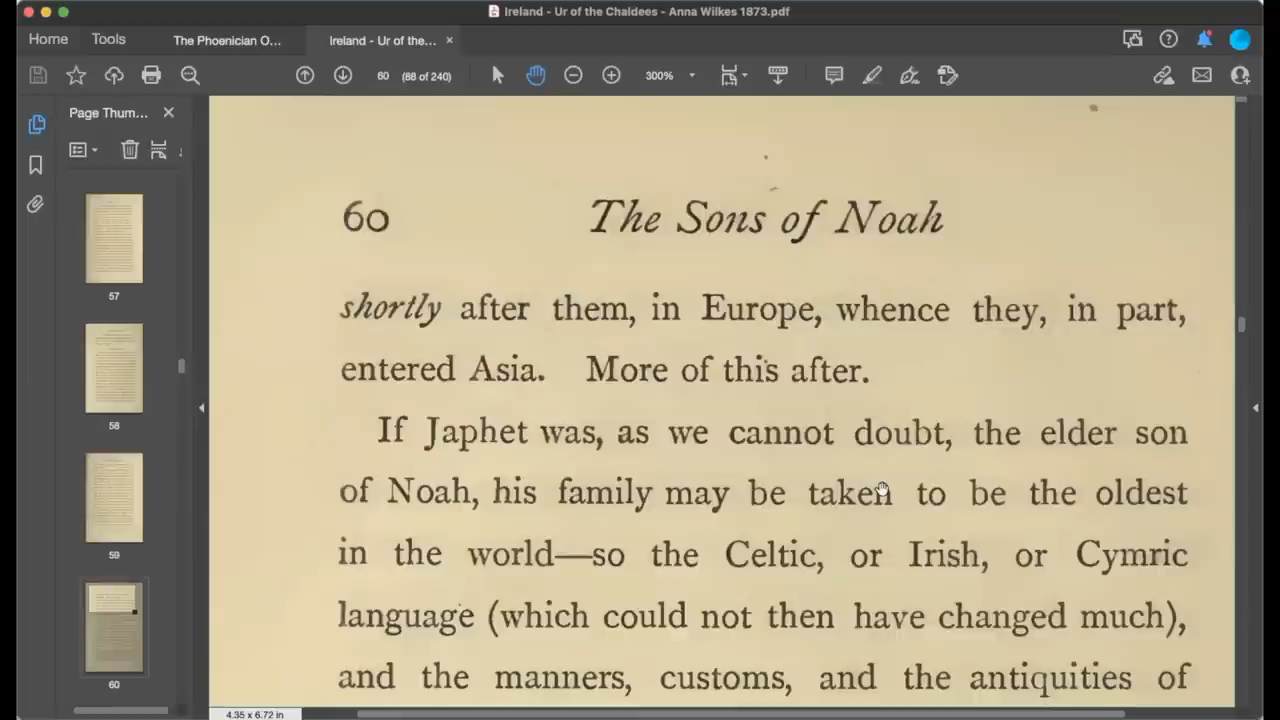 Ireland - Ur of the Chaldees - Anna Wilkes 1873.pdf
Home
Tools
The Phoenician O...
Ireland - Ur of the...
60 (88 of 240)
300%
Page Thum...
57
58
59
60
60 The Sons of Noah
shortly after them, in Europe, whence they, in part,
entered Asia. More of this after.
If Japhet was, as we cannot doubt, the elder son
of Noah, his family may be taken to be the oldest
in the world—so the Celtic, or Irish, or Cymric
language (which could not then have changed much),
and the manners, customs, and the antiquities of
4.35 x 6.72 in